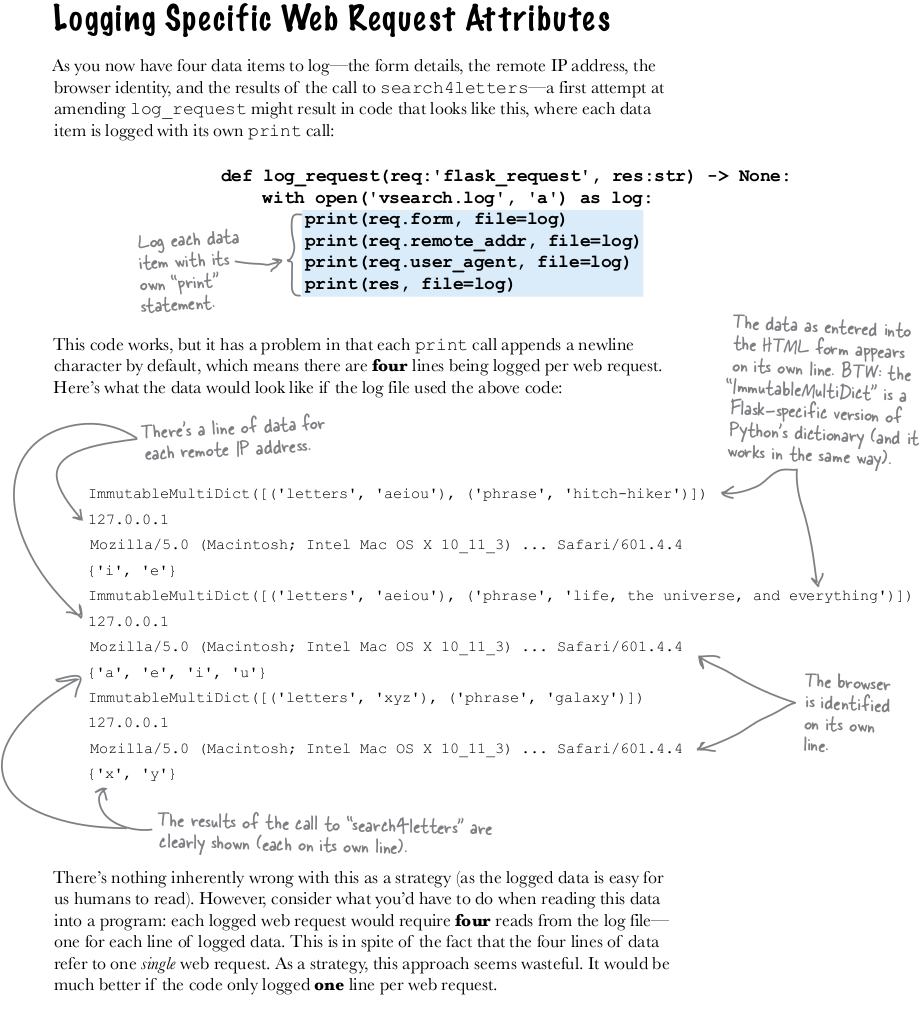 Logging Specific Web Request Attributes
As you now have four data items to log—the form details, the remote IP address, the
browser identity, and the results of the call to search4letters—a first attempt at
amending log_request might result in code that looks like this, where each data
item is logged with its own print call:
def log_request(req:'flask_request', res:str) -> None:
    with open('vsearch.log', 'a') as log:
        print(req.form, file=log)
        print(req.remote_addr, file=log)
        print(req.user_agent, file=log)
        print(res, file=log)
Log each data
item with its
own "print"
statement.
This code works, but it has a problem in that each print call appends a newline
character by default, which means there are four lines being logged per web request.
Here's what the data would look like if the log file used the above code:
The data as entered into
the HTML form appears
on its own line. BTW: the
"ImmutableMultiDict" is a
Flask-specific version of
Python's dictionary (and it
works in the same way).
There's a line of data for
each remote IP address.
ImmutableMultiDict([('letters', 'aeiou'), ('phrase', 'hitch-hiker')])
127.0.0.1
Mozilla/5.0 (Macintosh; Intel Mac OS X 10_11_3) ... Safari/601.4.4
{'i', 'e'}
ImmutableMultiDict([('letters', 'aeiou'), ('phrase', 'life, the universe, and everything')])
127.0.0.1
Mozilla/5.0 (Macintosh; Intel Mac OS X 10_11_3) ... Safari/601.4.4
{'a', 'e', 'i', 'u'}
ImmutableMultiDict([('letters', 'xyz'), ('phrase', 'galaxy')])
127.0.0.1
Mozilla/5.0 (Macintosh; Intel Mac OS X 10_11_3) ... Safari/601.4.4
{'x', 'y'}
The browser
is identified
on its own
line.
The results of the call to "search4letters" are
clearly shown (each on its own line).
There's nothing inherently wrong with this as a strategy (as the logged data is easy for
us humans to read). However, consider what you'd have to do when reading this data
into a program: each logged web request would require four reads from the log file—
one for each line of logged data. This is in spite of the fact that the four lines of data
refer to one single web request. As a strategy, this approach seems wasteful. It would be
much better if the code only logged one line per web request.